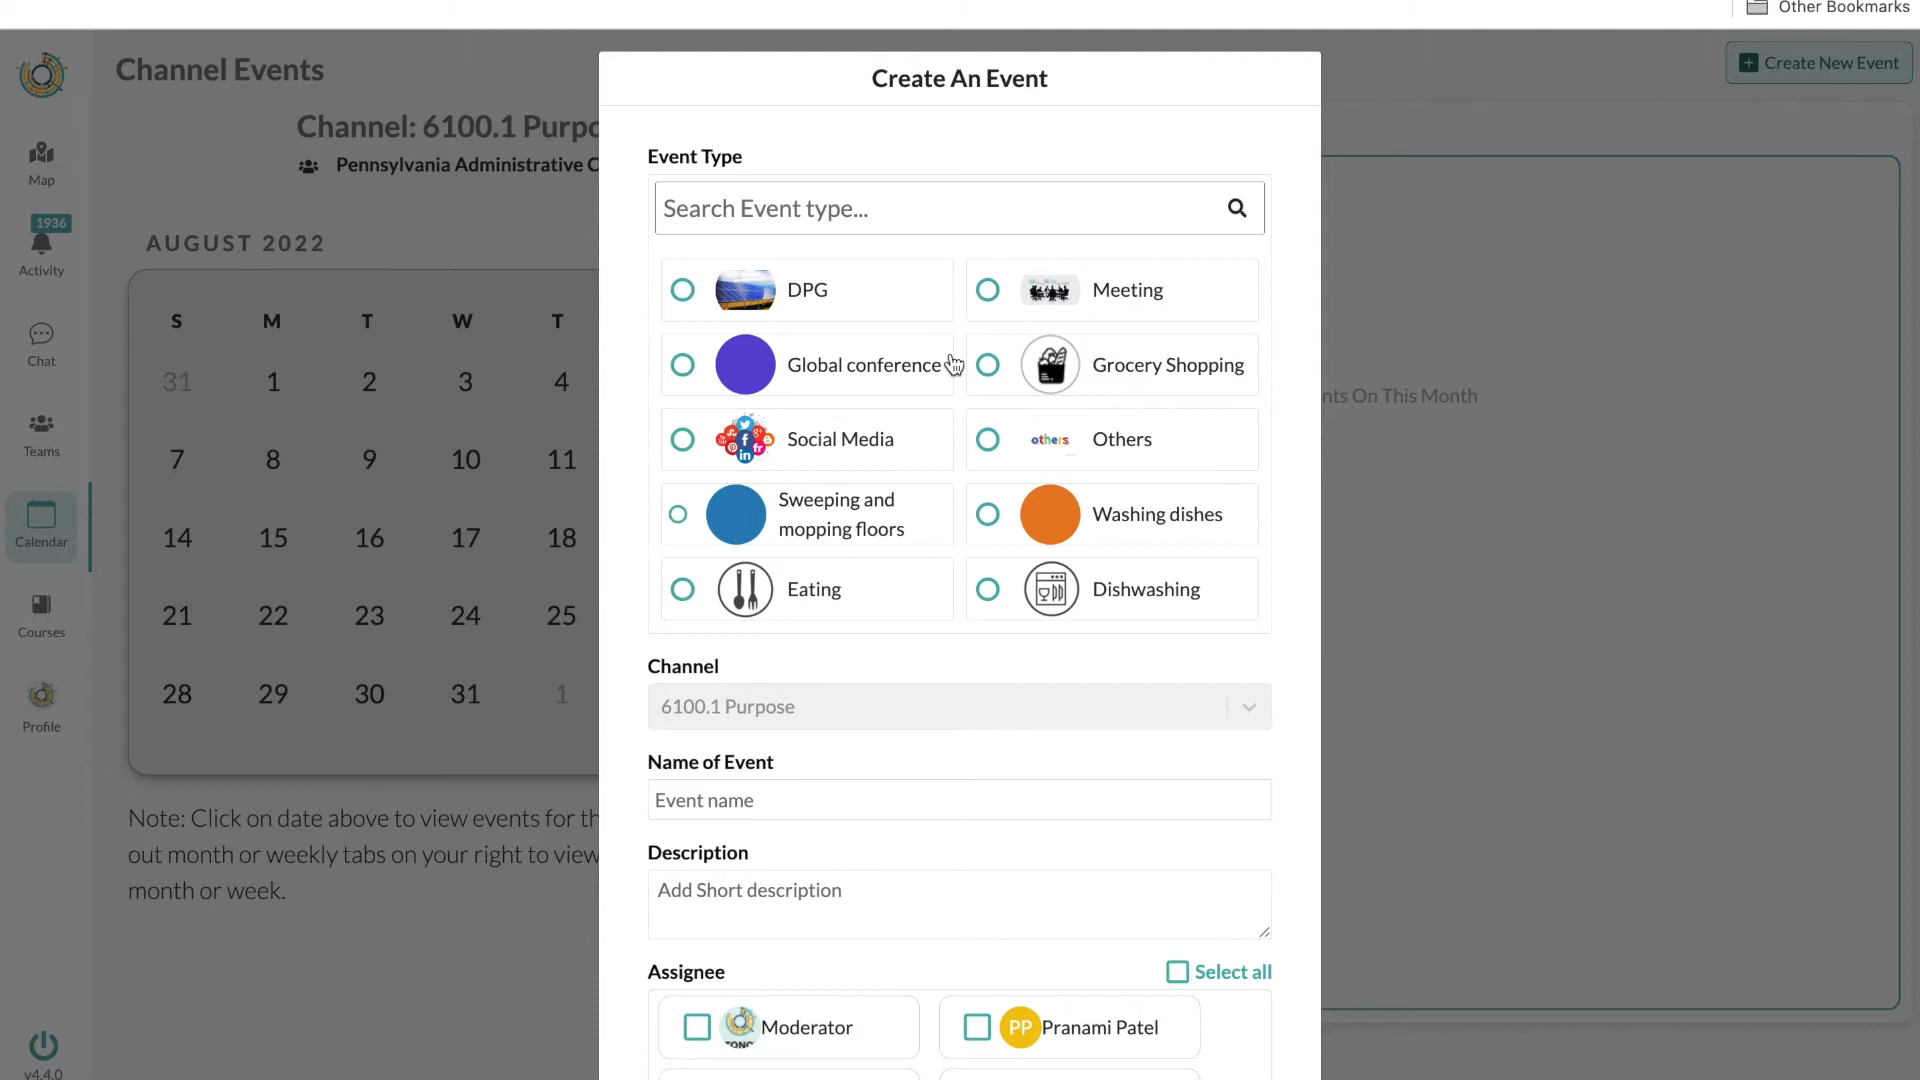 Other Bookmarks
Channel Events
Create New Event
Channel: 6100.1 Purpo
Pennsylvania Administrative C
Map
1936
Activity
Chat
Teams
Calendar
Courses
Profile
v4.4.0
AUGUST 2022
S M T W T
31 1 2 3 4
7 8 9 10 11
14 15 16 17 18
21 22 23 24 25
28 29 30 31 1
Note: Click on date above to view events for th
out month or weekly tabs on your right to view
month or week.
nts On This Month
Create An Event
Event Type
Search Event type...
DPG
Meeting
Global conference
Grocery Shopping
Social Media
others
Others
Sweeping and
mopping floors
Washing dishes
Eating
Dishwashing
Channel
6100.1 Purpose
Name of Event
Event name
Description
Add Short description
Assignee
Select all
Moderator
PP
Pranami Patel